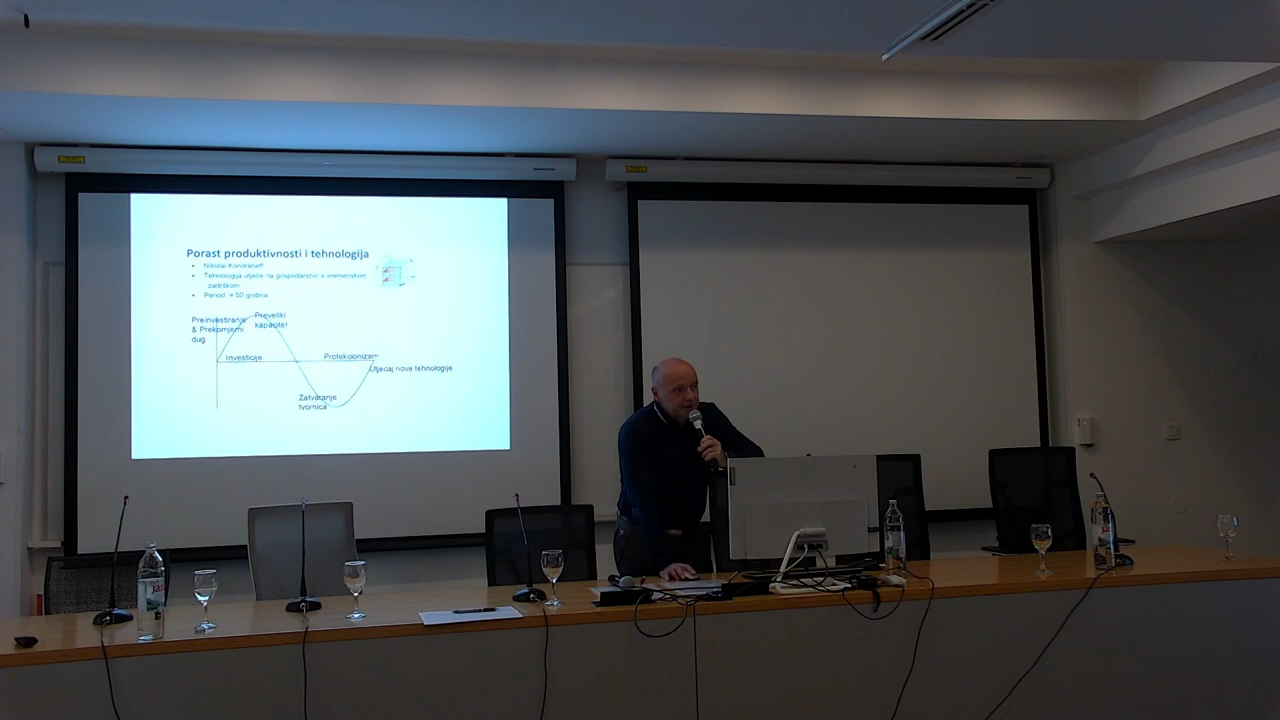 Porast produktivnosti i tehnologija
• Nikolai Kondratieff
• Tehnologija utječe na gospodarstvo s vremenskom
zadrškom
• Period < 50 godina
Preinvestiranje
& Prekomjerni
dug
Preveliki
kapacitet
Investicije
Protekcionizam
Utjecaj nove tehnologije
Zatvaranje
tvornica